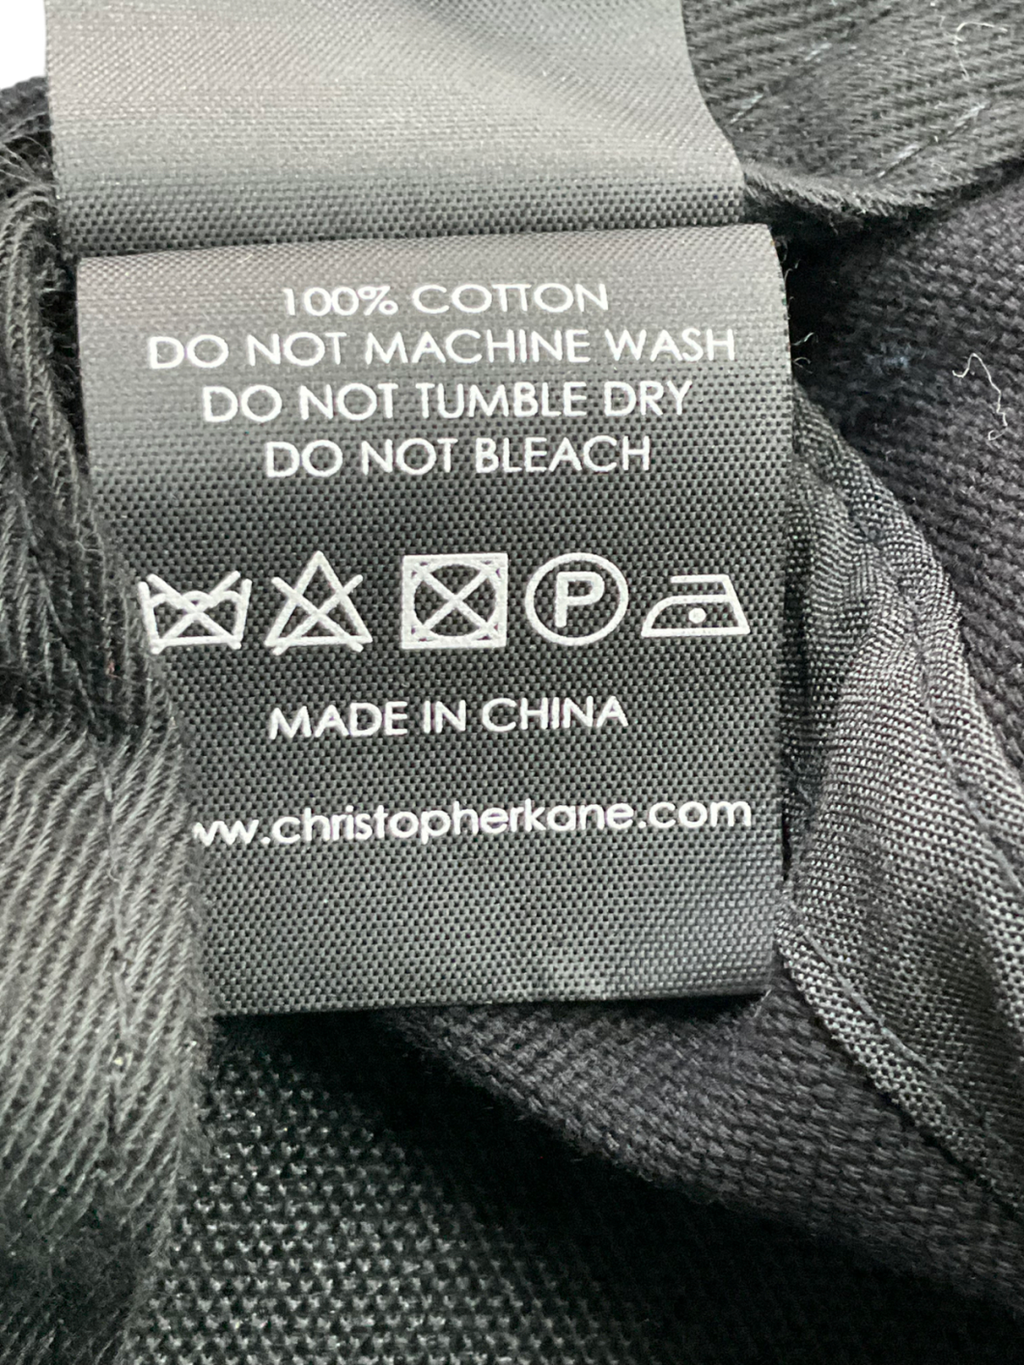 100% COTTON
DO NOT MACHINE WASH
DO NOT TUMBLE DRY
DO NOT BLEACH
P
MADE IN CHINA
ww.christopherkane.com